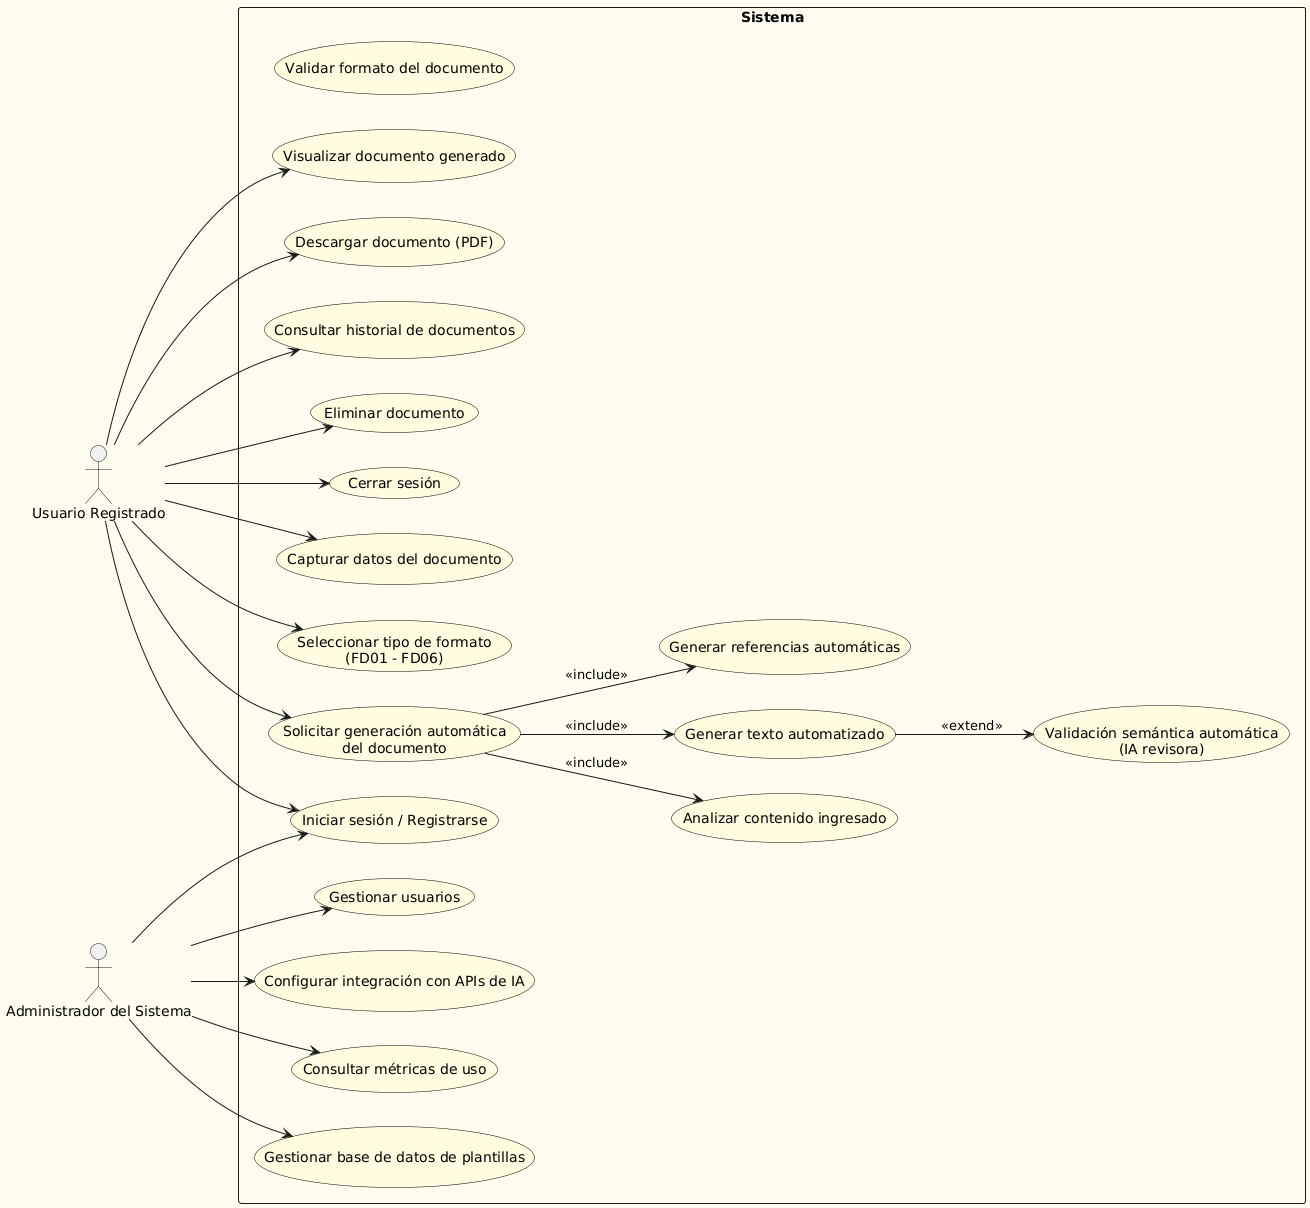 Sistema
Validar formato del documento
Visualizar documento generado
Descargar documento (PDF)
Consultar historial de documentos
Eliminar documento
Cerrar sesión
Usuario Registrado
Capturar datos del documento
Seleccionar tipo de formato
(FD01 - FD06)
Generar referencias automáticas
«include»
Solicitar generación automática
del documento
«include»
Generar texto automatizado
«extend»
Validación semántica automática
(IA revisora)
«include»
Analizar contenido ingresado
Iniciar sesión / Registrarse
Gestionar usuarios
Configurar integración con APIs de IA
Administrador del Sistema
Consultar métricas de uso
Gestionar base de datos de plantillas